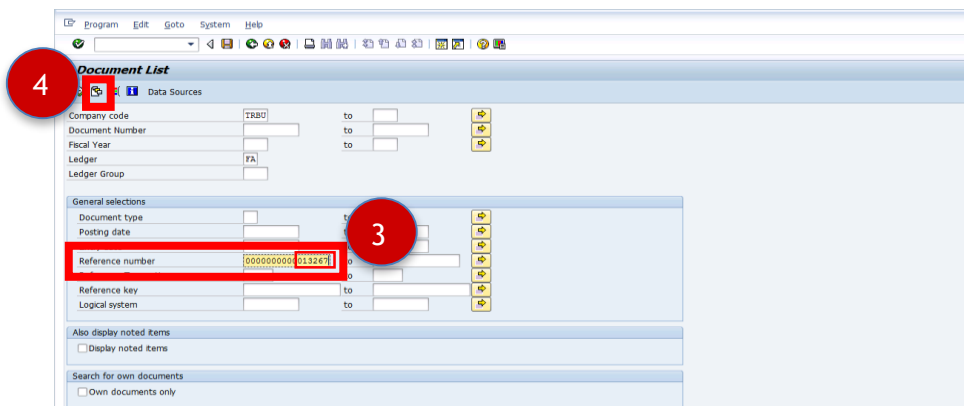 Program Edit Goto System Help
4
Document List
Data Sources
Company code TRBU to
Document Number to
Fiscal Year to
Ledger FA
Ledger Group
General selections
Document type
Posting date
3
Reference number 0000000000013267
Reference key to
Logical system to
Also display noted items
Display noted items
Search for own documents
Own documents only